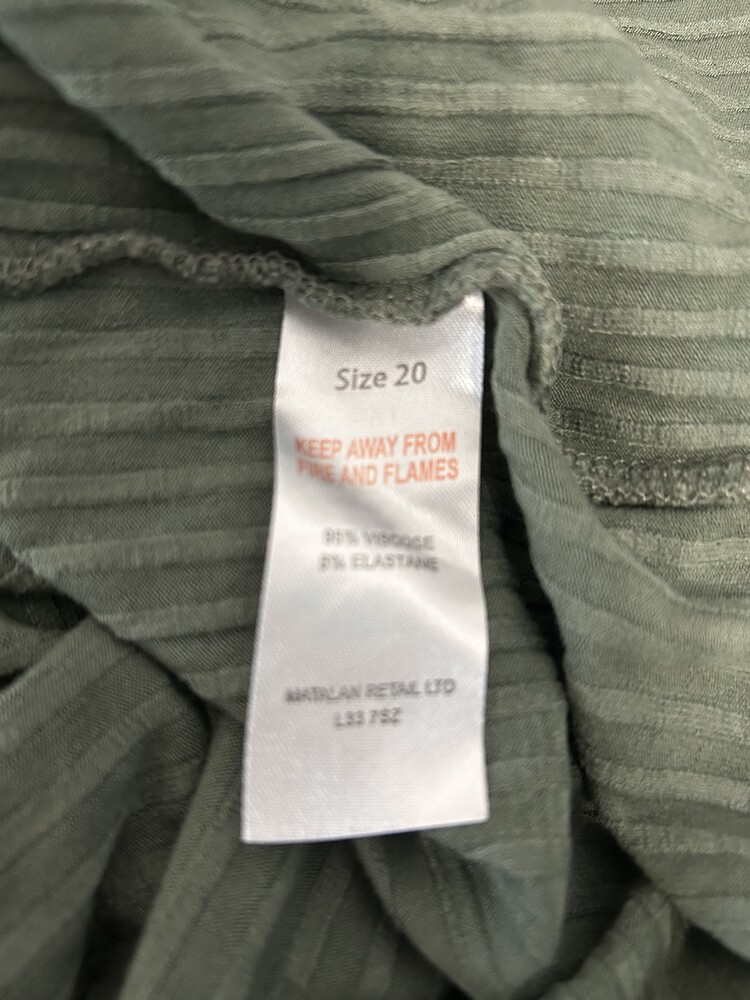 Size 20
KEEP AWAY FROM
FIRE AND FLAMES
95% VISCOSE
5% ELASTANE
MATALAN RETAIL LTD
L33 7SZ